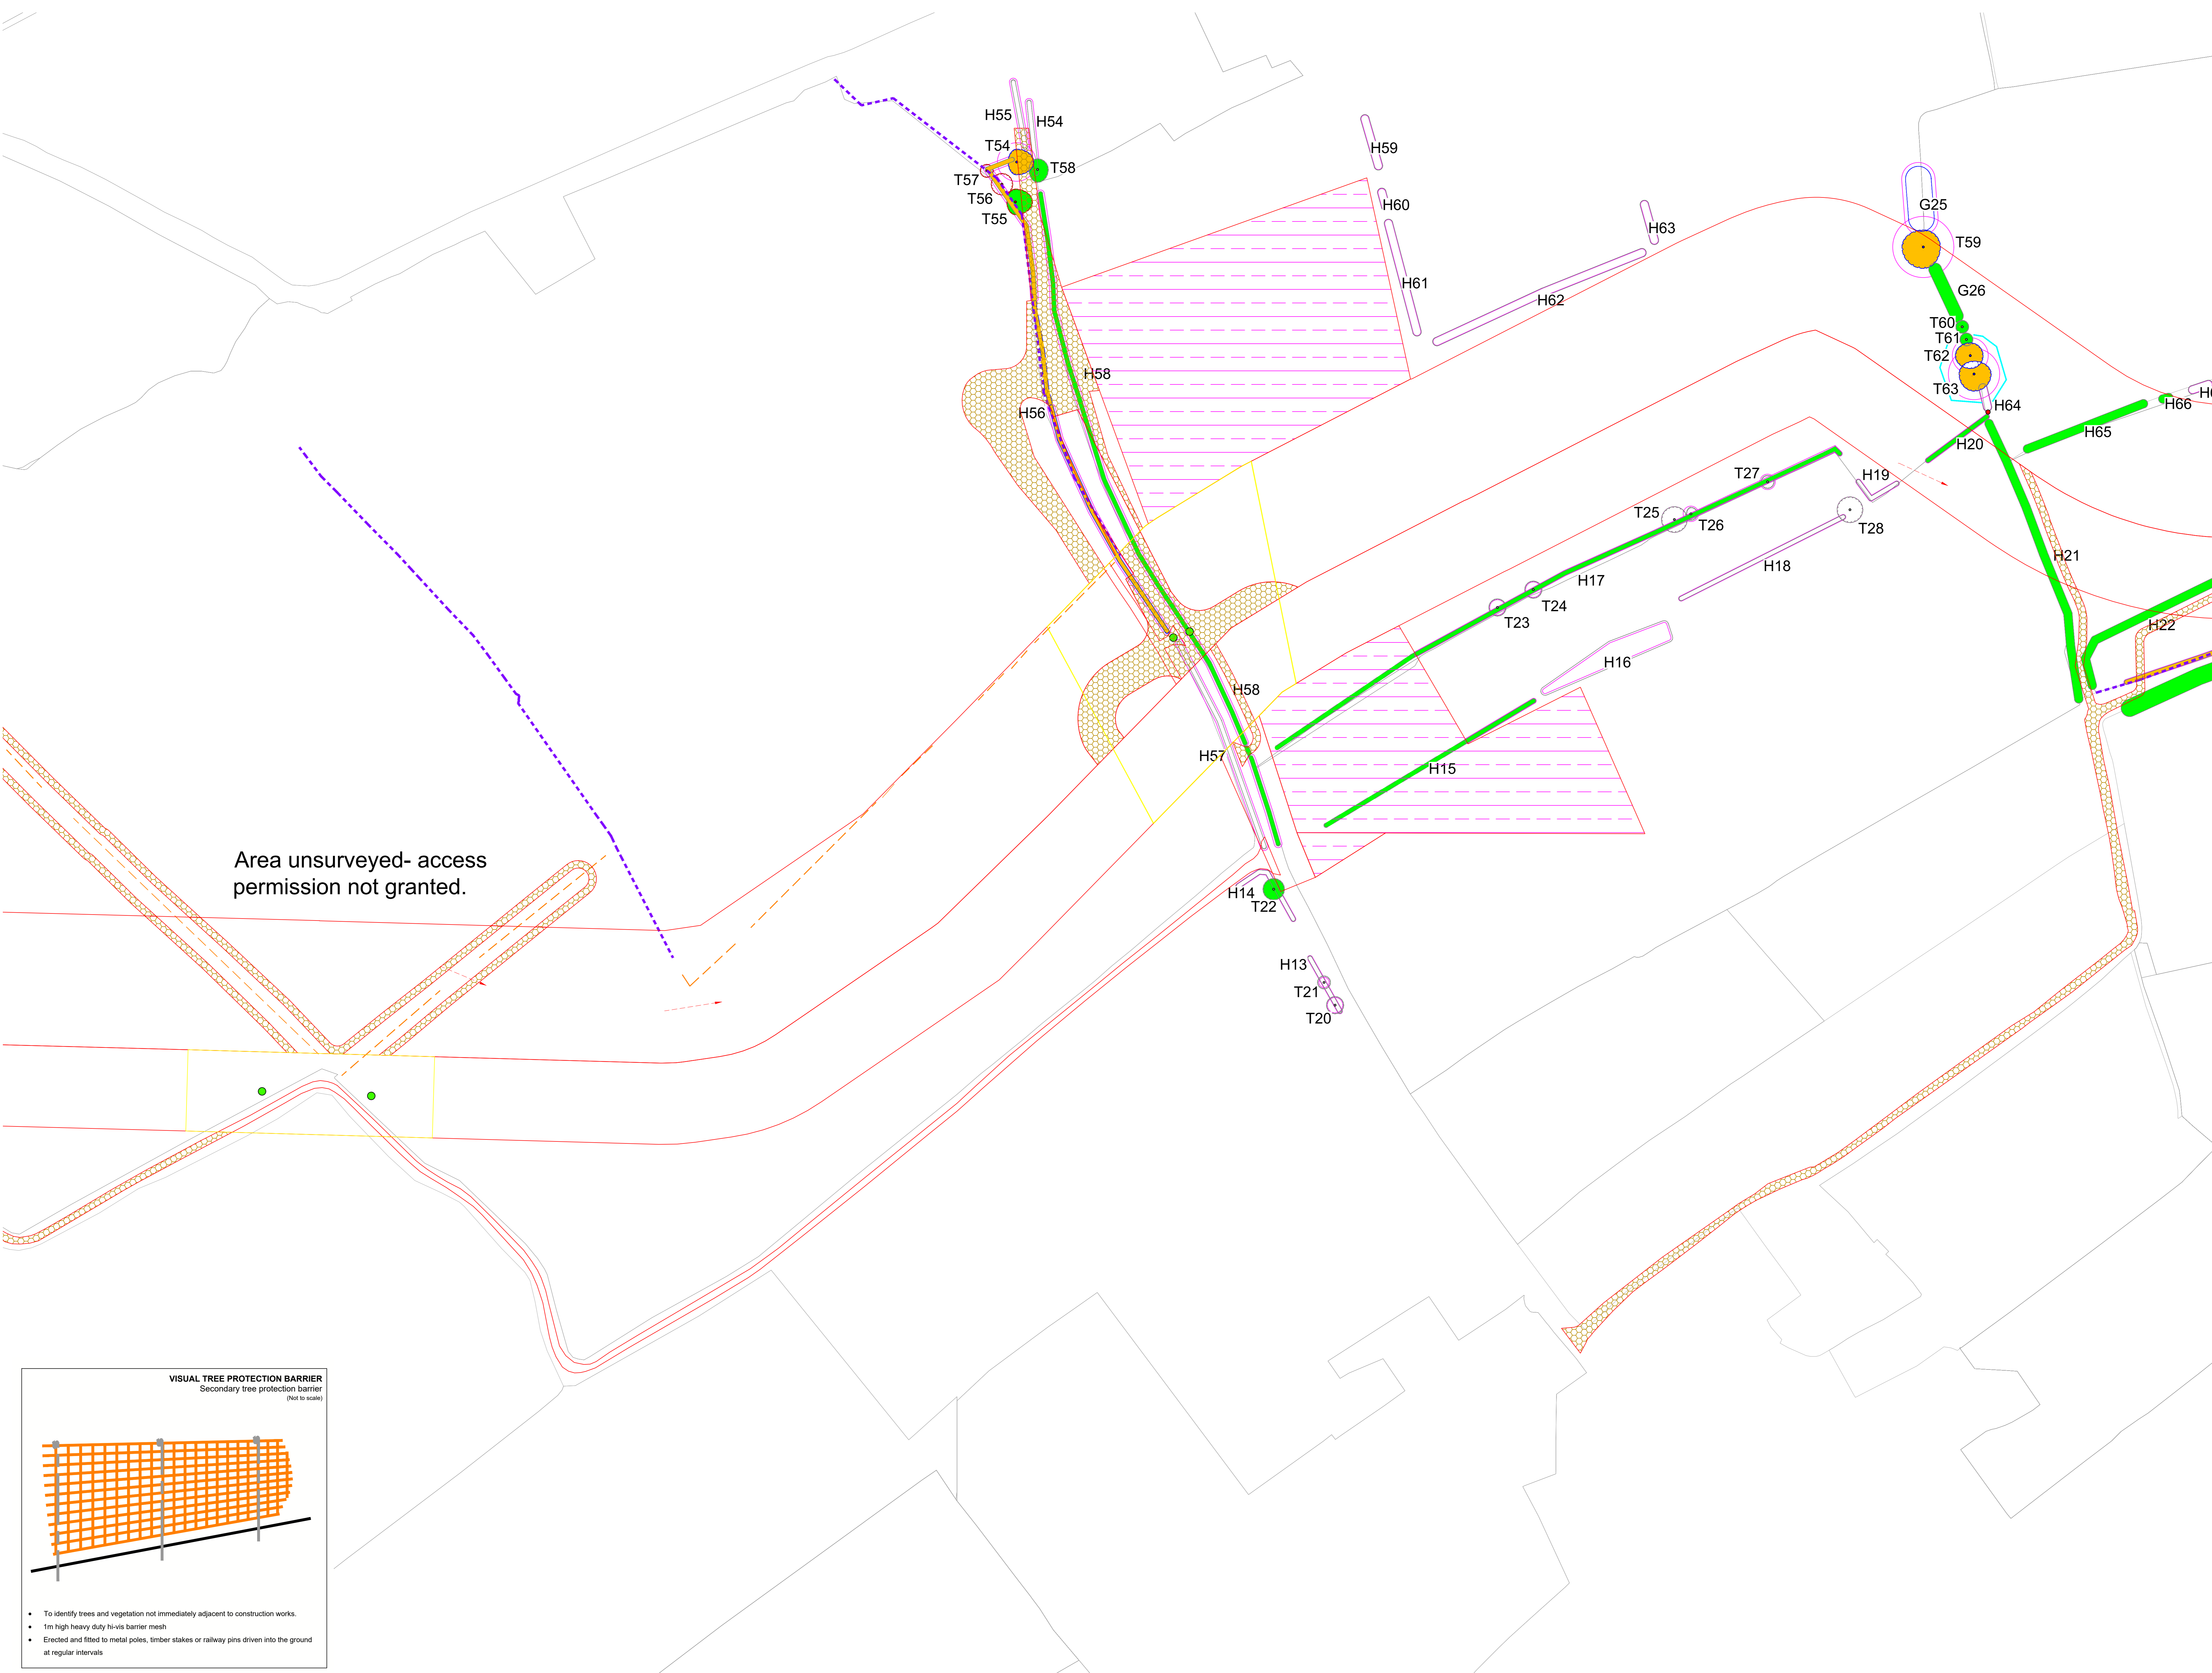 H55
H54
T54
T58
T57
T56
T55
H59
H60
H63
H61
H62
G25
T59
G26
T60
T61
T62
T63
H64
H66
H65
H20
H58
H56
T27
H19
T25
T26
T28
H21
H18
H17
T24
T23
H22
H16
H58
H57
H15
Area unsurveyed- access
permission not granted.
H14
T22
H13
T21
T20
VISUAL TREE PROTECTION BARRIER
Secondary tree protection barrier
(Not to scale)
• To identify trees and vegetation not immediately adjacent to construction works.
• 1m high heavy duty hi-vis barrier mesh
• Erected and fitted to metal poles, timber stakes or railway pins driven into the ground
at regular intervals